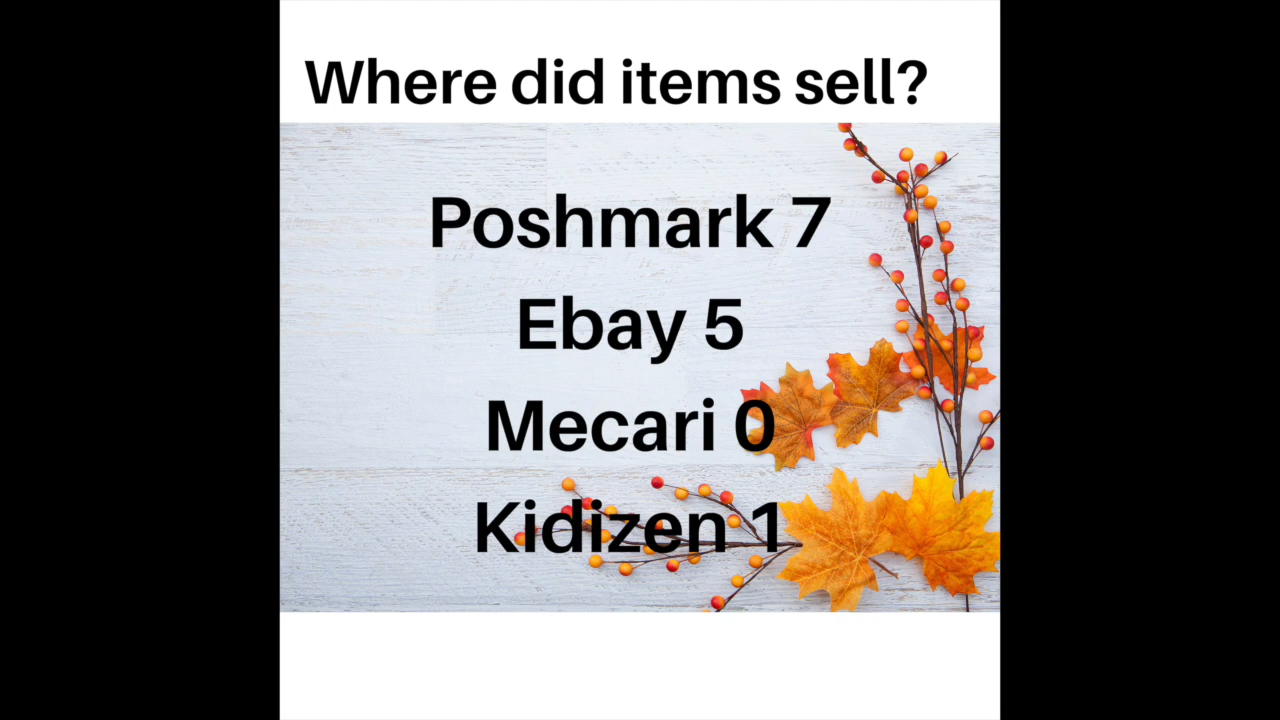 Where did items sell?
Poshmark 7
Ebay 5
Mecari 0
Kidizen 1